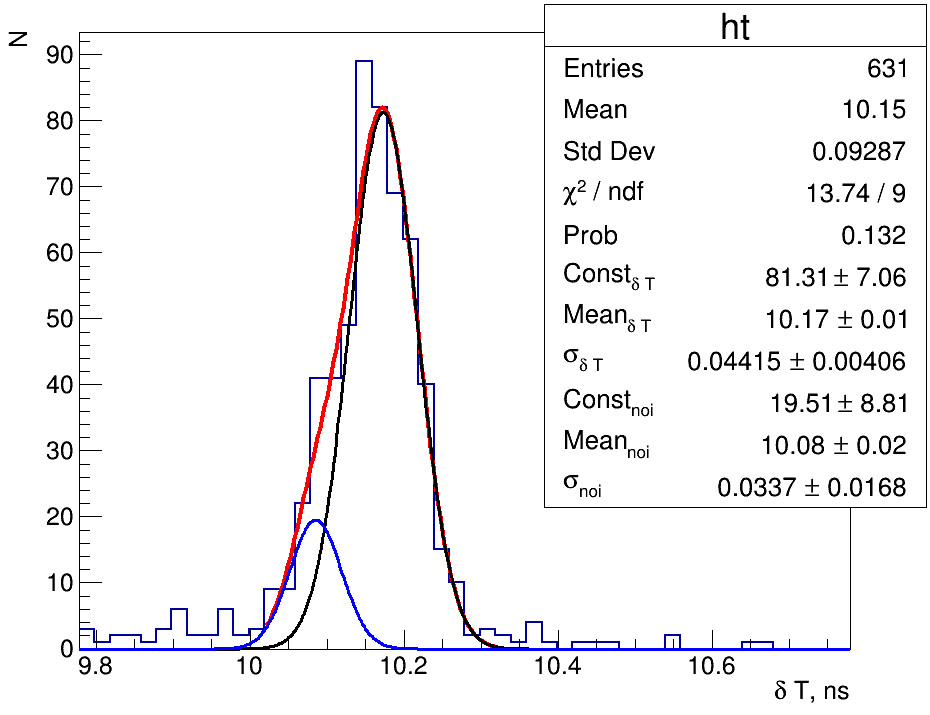 ht
Entries 631
Mean 10.15
Std Dev 0.09287
χ² / ndf 13.74 / 9
Prob 0.132
Const_δ T 81.31 ± 7.06
Mean_δ T 10.17 ± 0.01
σ_δ T 0.04415 ± 0.00406
Const_noi 19.51 ± 8.81
Mean_noi 10.08 ± 0.02
σ_noi 0.0337 ± 0.0168
N
90
80
70
60
50
40
30
20
10
0
9.8 10 10.2 10.4 10.6
δ T, ns